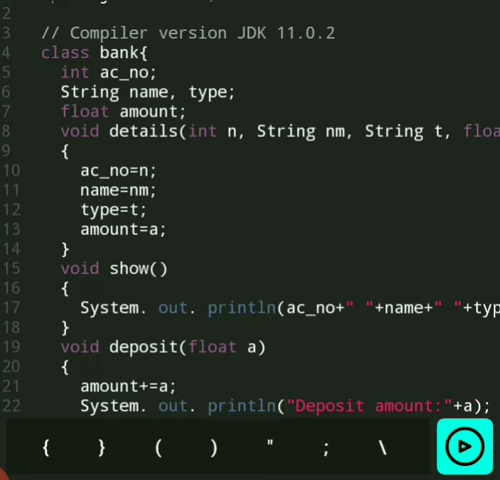 2
3 // Compiler version JDK 11.0.2
4 class bank{
5 int ac_no;
6 String name, type;
7 float amount;
8 void details(int n, String nm, String t, floa
9 {
10 ac_no=n;
11 name=nm;
12 type=t;
13 amount=a;
14 }
15 void show()
16 {
17 System. out. println(ac_no+" "+name+" "+typ
18 }
19 void deposit(float a)
20 {
21 amount+=a;
22 System. out. println("Deposit amount:"+a);
{ } ( ) " ; \